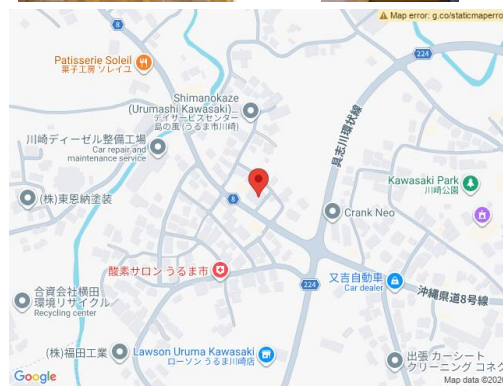 Map error: g.co/staticmaperro
224
Patisserie Soleil
菓子工房 ソレイユ
Shimanokaze
(Urumashi Kawasaki)...
デイサービスセンター
島の風 (うるま市川崎)
具志川環状線
川崎ディーゼル整備工場
Car repair and
maintenance service
Kawasaki Park
川崎公園
8
(株)東恩納塗装
Crank Neo
酸素サロン うるま市
224
又吉自動車
Car dealer
沖縄県道8号線
合資会社横田
環境リサイクル
Recycling center
(株)福田工業
Lawson Uruma Kawasaki
ローソン うるま川崎店
出張 カーシート
クリーニング コネク
Google
Map data ©202